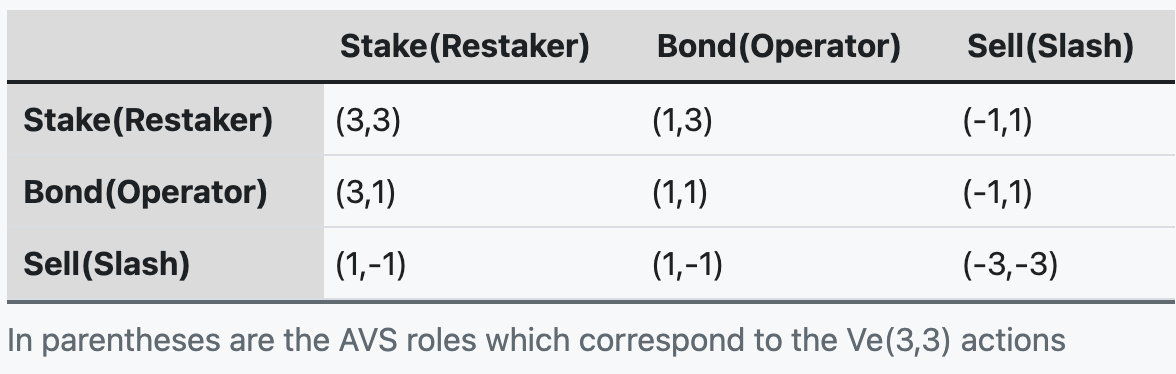 Stake(Restaker) Bond(Operator) Sell(Slash)
Stake(Restaker) (3,3) (1,3) (-1,1)
Bond(Operator) (3,1) (1,1) (-1,1)
Sell(Slash) (1,-1) (1,-1) (-3,-3)
In parentheses are the AVS roles which correspond to the Ve(3,3) actions